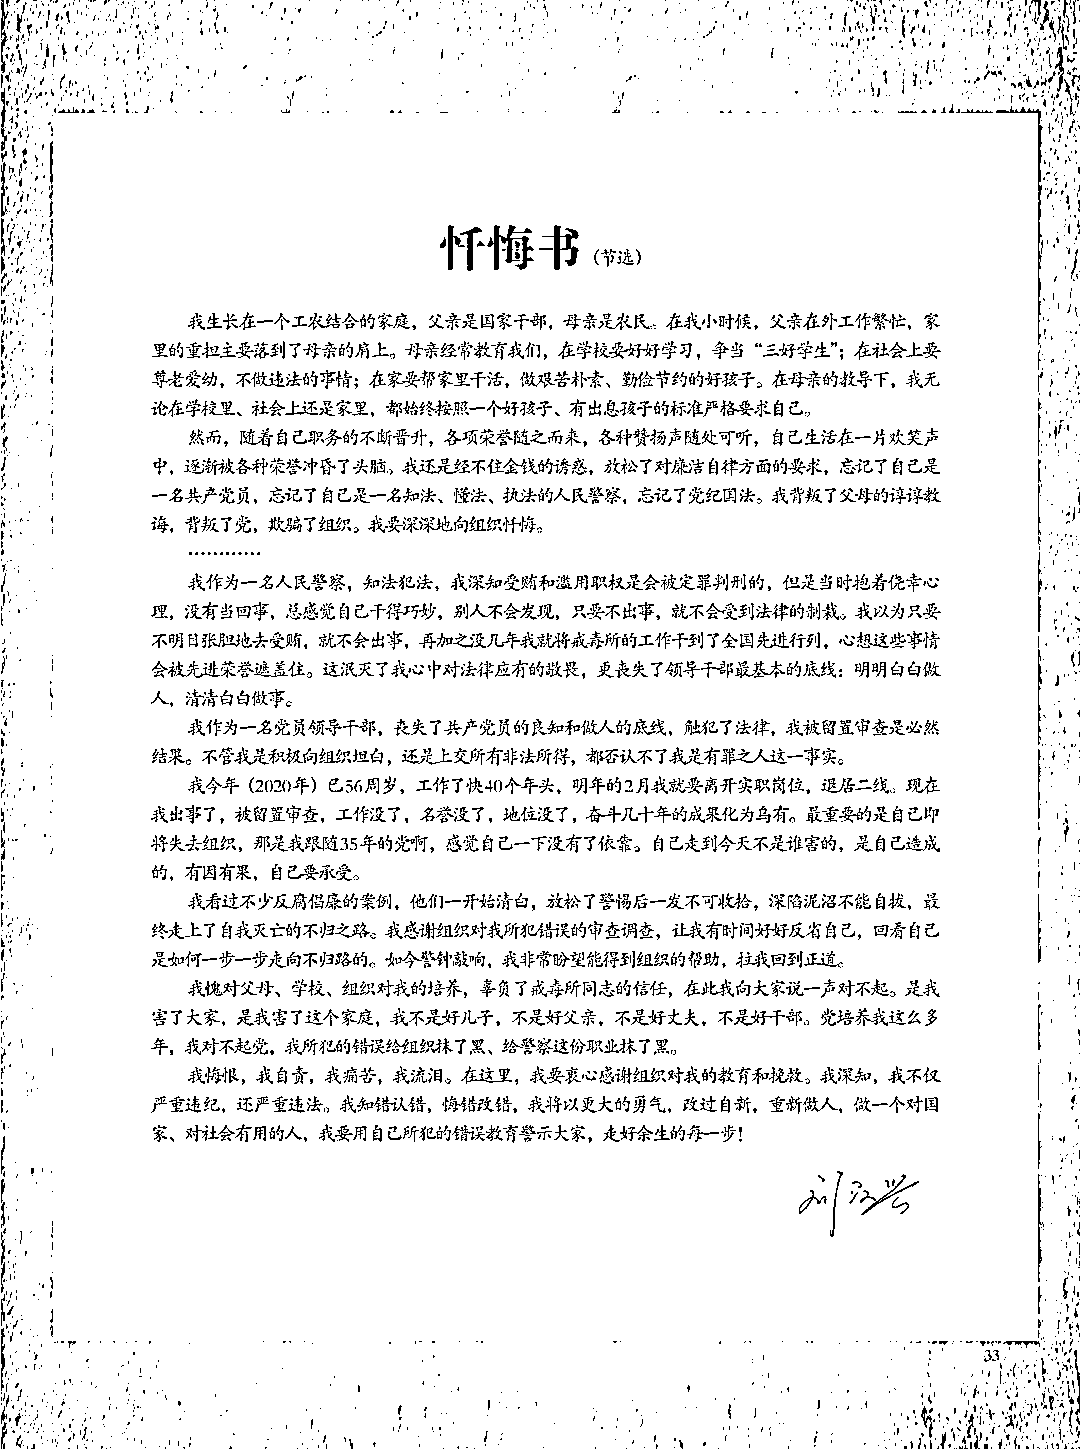 忏悔书（节选）
我生长在一个工农结合的家庭，父亲是国家干部，母亲是农民。在我小时候，父亲在外工作繁忙，家
里的重担主要落到了母亲的肩上。母亲经常教育我们，在学校要好好学习，争当“三好学生”；在社会上要
尊老爱幼，不做违法的事情；在家要帮家里干活，做艰苦朴素、勤俭节约的好孩子。在母亲的教导下，我无
论在学校里、社会上还是家里，都始终按照一个好孩子、有出息孩子的标准严格要求自己。
然而，随着自己职务的不断晋升，各项荣誉随之而来，各种赞扬声随处可听，自己生活在一片欢笑声
中，逐渐被各种荣誉冲昏了头脑。我还是经不住金钱的诱惑，放松了对廉洁自律方面的要求，忘记了自己是
一名共产党员，忘记了自己是一名知法、懂法、执法的人民警察，忘记了党纪国法。我背叛了父母的谆谆教
诲，背叛了党，欺骗了组织。我要深深地向组织忏悔。
…………
我作为一名人民警察，知法犯法，我深知受贿和滥用职权是会被定罪判刑的，但是当时抱着侥幸心
理，没有当回事，总感觉自己干得巧妙，别人不会发现，只要不出事，就不会受到法律的制裁。我以为只要
不明目张胆地去受贿，就不会出事，再加之没几年我就将戒毒所的工作干到了全国先进行列，心想这些事情
会被先进荣誉遮盖住。这泯灭了我心中对法律应有的敬畏，更丧失了领导干部最基本的底线：明明白白做
人，清清白白做事。
我作为一名党员领导干部，丧失了共产党员的良知和做人的底线，触犯了法律，我被留置审查是必然
结果。不管我是积极向组织坦白，还是上交所有非法所得，都否认不了我是有罪之人这一事实。
我今年（2020年）已56周岁，工作了快40个年头，明年的2月我就要离开实职岗位，退居二线。现在
我出事了，被留置审查，工作没了，名誉没了，地位没了，奋斗几十年的成果化为乌有。最重要的是自己即
将失去组织，那是我跟随35年的党啊，感觉自己一下没有了依靠。自己走到今天不是谁害的，是自己造成
的，有因有果，自己要承受。
我看过不少反腐倡廉的案例，他们一开始清白，放松了警惕后一发不可收拾，深陷泥沼不能自拔，最
终走上了自我灭亡的不归之路。我感谢组织对我所犯错误的审查调查，让我有时间好好反省自己，回看自己
是如何一步一步走向不归路的。如今警钟敲响，我非常盼望能得到组织的帮助，拉我回到正道。
我愧对父母、学校、组织对我的培养，辜负了戒毒所同志的信任，在此我向大家说一声对不起。是我
害了大家，是我害了这个家庭，我不是好儿子，不是好父亲，不是好丈夫，不是好干部。党培养我这么多
年，我对不起党，我所犯的错误给组织抹了黑、给警察这份职业抹了黑。
我悔恨，我自责，我痛苦，我流泪。在这里，我要衷心感谢组织对我的教育和挽救。我深知，我不仅
严重违纪，还严重违法。我知错认错，悔错改错，我将以更大的勇气，改过自新，重新做人，做一个对国
家、对社会有用的人，我要用自己所犯的错误教育警示大家，走好余生的每一步！
33